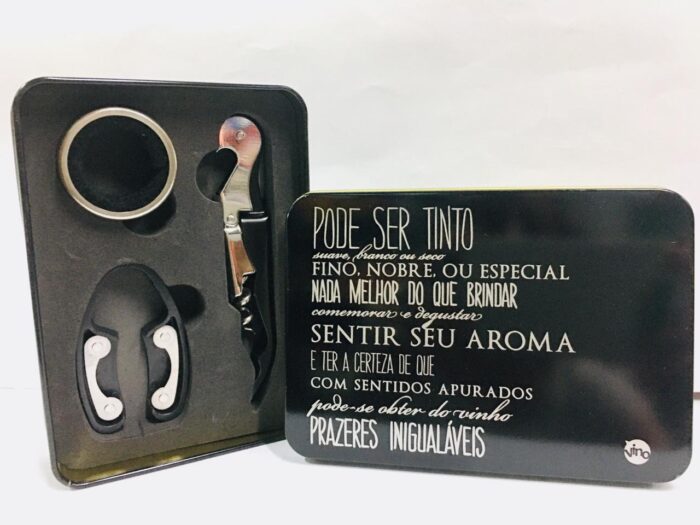 PODE SER TINTO
suave, branco ou seco
FINO, NOBRE, OU ESPECIAL
NADA MELHOR DO QUE BRINDAR
comemorar e degustar
SENTIR SEU AROMA
E TER A CERTEZA DE QUE
COM SENTIDOS APURADOS
pode-se obter do vinho
PRAZERES INIGUALÁVEIS
vino